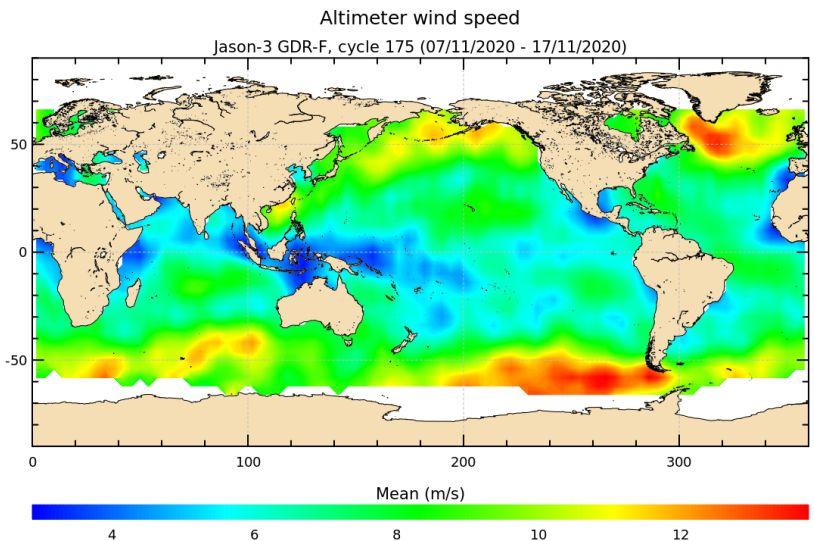 Altimeter wind speed
Jason-3 GDR-F, cycle 175 (07/11/2020 - 17/11/2020)
50
0
-50
0 100 200 300
Mean (m/s)
4 6 8 10 12